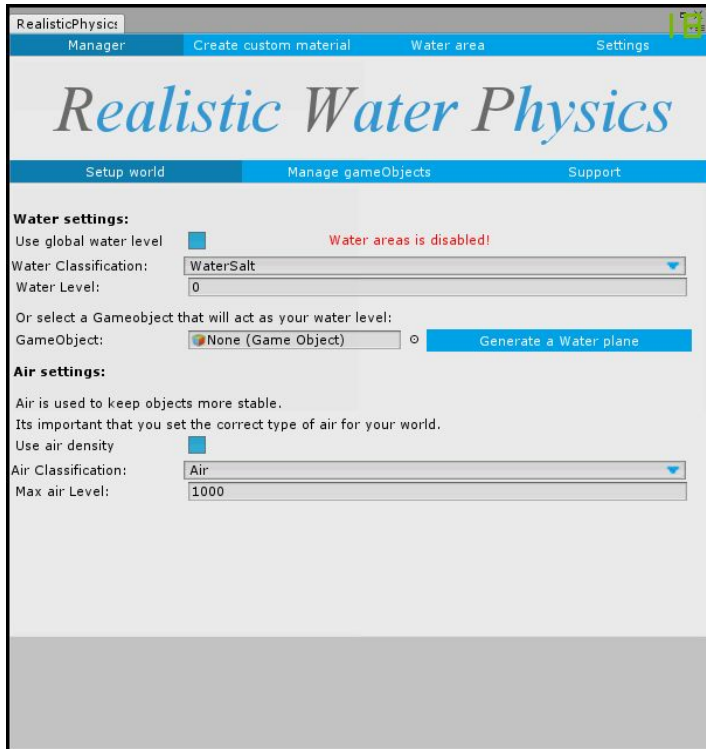 RealisticPhysics
18
Manager Create custom material Water area Settings
Realistic Water Physics
Setup world Manage gameObjects Support
Water settings:
Use global water level Water areas is disabled!
Water Classification: WaterSalt
Water Level: 0
Or select a Gameobject that will act as your water level:
GameObject: None (Game Object) Generate a Water plane
Air settings:
Air is used to keep objects more stable.
Its important that you set the correct type of air for your world.
Use air density
Air Classification: Air
Max air Level: 1000